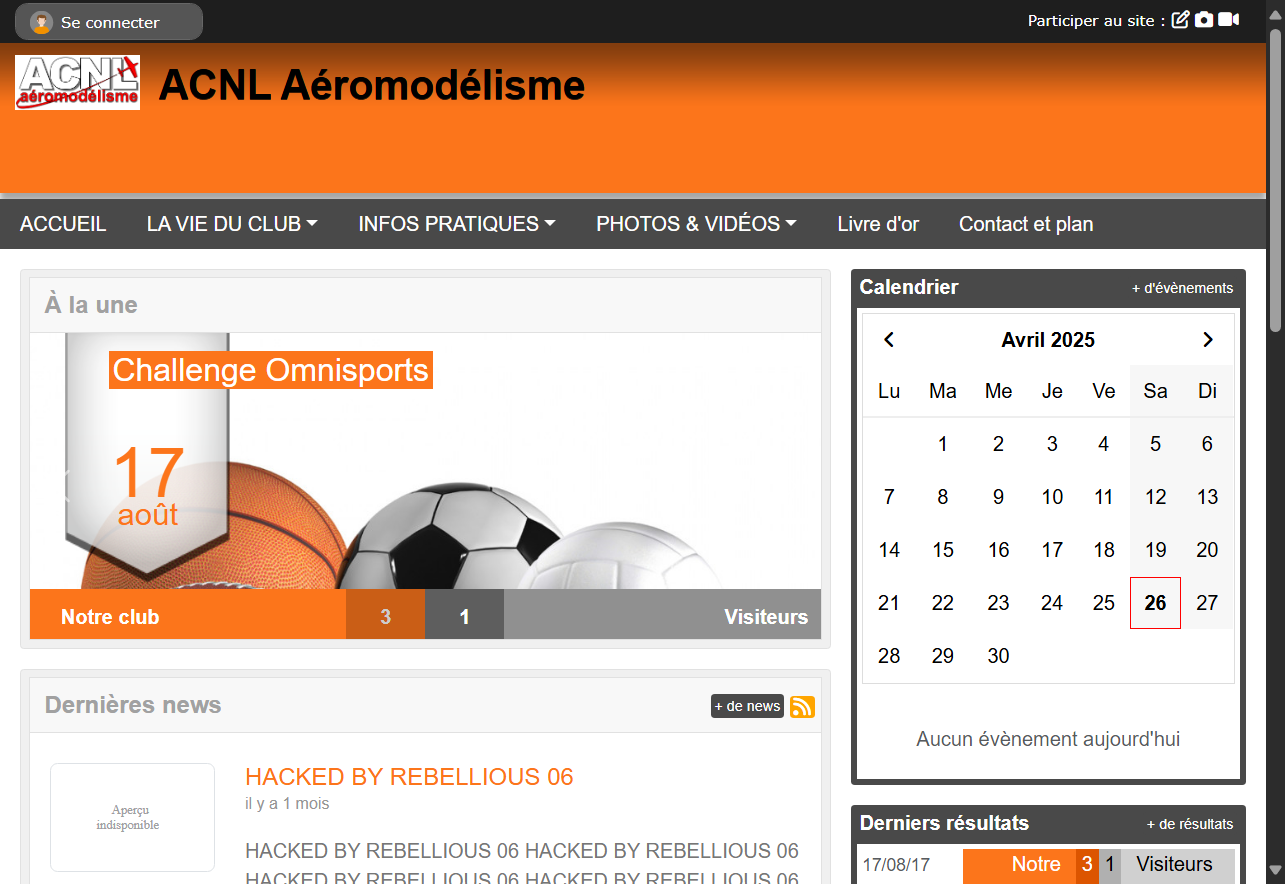 Se connecter
Participer au site :
ACNL
aéromodélisme
ACNL Aéromodélisme
ACCUEIL
LA VIE DU CLUB
INFOS PRATIQUES
PHOTOS & VIDÉOS
Livre d'or
Contact et plan
À la une
Challenge Omnisports
17
août
Notre club 3 1 Visiteurs
Dernières news
+ de news
Aperçu
indisponible
HACKED BY REBELLIOUS 06
il y a 1 mois
HACKED BY REBELLIOUS 06 HACKED BY REBELLIOUS 06
HACKED BY REBELLIOUS 06 HACKED BY REBELLIOUS 06
Calendrier
+ d'évènements
Avril 2025
Lu Ma Me Je Ve Sa Di
1 2 3 4 5 6
7 8 9 10 11 12 13
14 15 16 17 18 19 20
21 22 23 24 25 26 27
28 29 30
Aucun évènement aujourd'hui
Derniers résultats
+ de résultats
17/08/17 Notre 3 1 Visiteurs